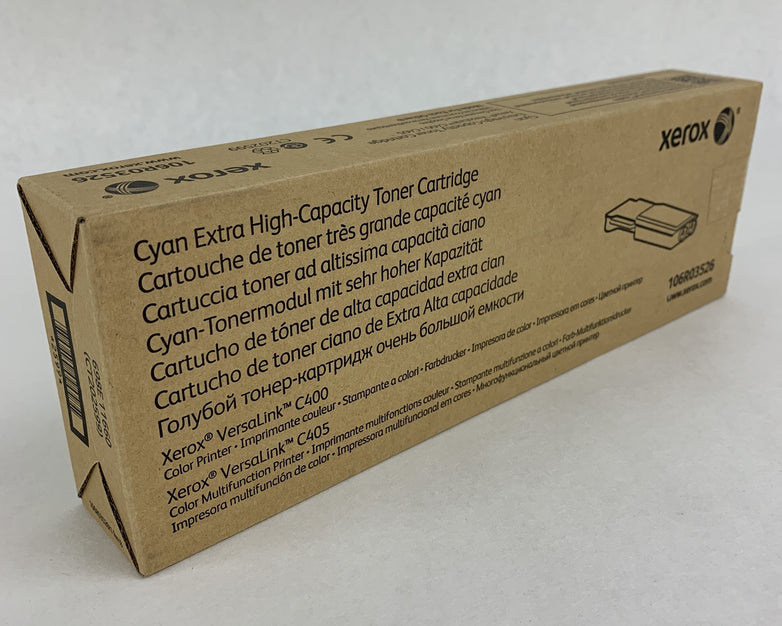 106R03526
www.xerox.com
xerox
CT202599
xerox
Cyan Extra High-Capacity Toner Cartridge
Cartouche de toner très grande capacité cyan
Cartuccia toner ad altissima capacità ciano
Cyan-Tonermodul mit sehr hoher Kapazität
Cartucho de tóner de alta capacidad extra cian
Cartucho de toner ciano de Extra Alta capacidade
Голубой тонер-картридж очень большой емкости
Xerox® VersaLink™ C400
Color Printer • Imprimante couleur • Stampante a colori • Farbdrucker • Impresora de color • Impressora em cores • Цветной принтер
Xerox® VersaLink™ C405
Color Multifunction Printer • Imprimante multifonctions couleur • Stampante multifunzione a colori • Farb-Multifunktionsdrucker
Impresora multifunción de color • Impressora multifuncional em cores • Многофункциональный цветной принтер
106R03526
www.xerox.com
(CT202599)